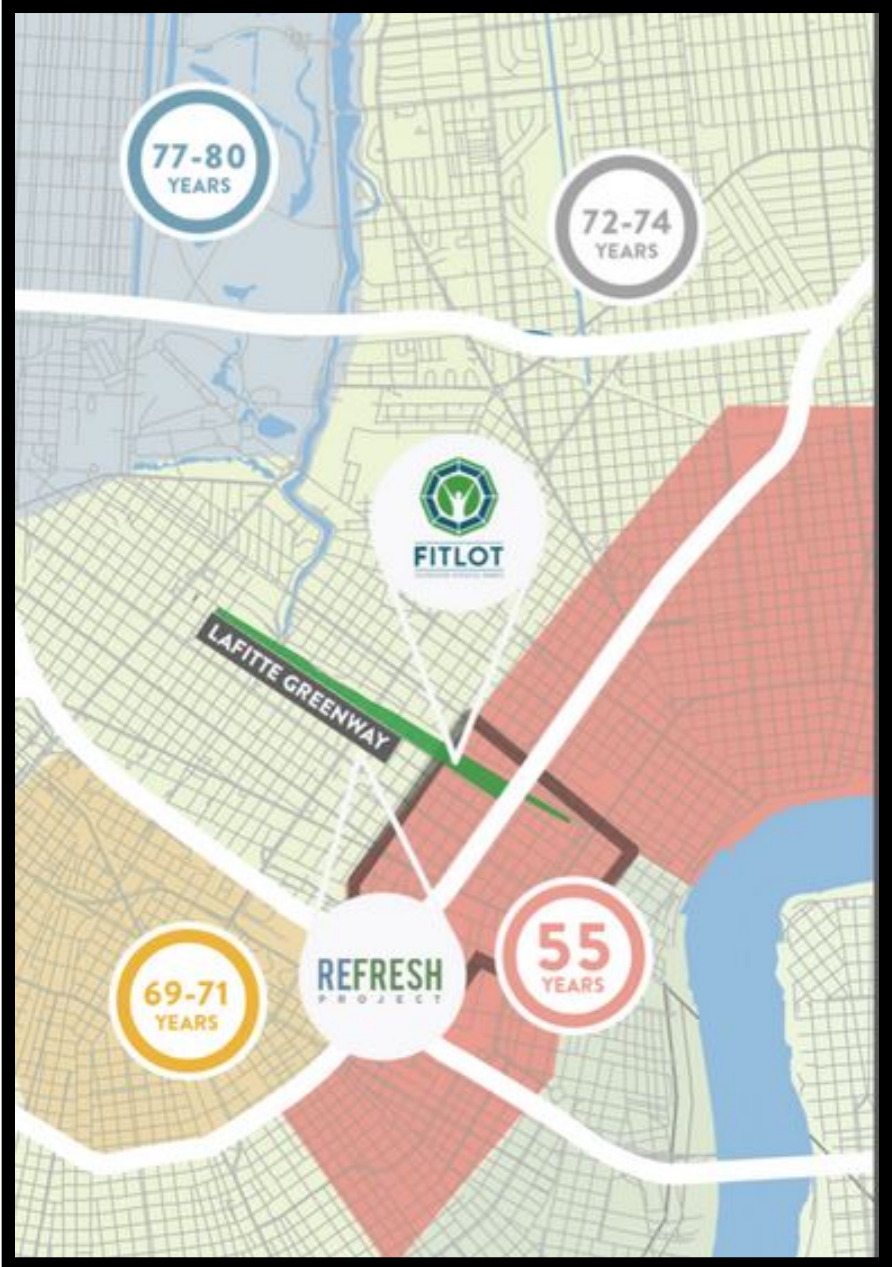 77-80
YEARS
72-74
YEARS
FITLOT
LAFITTE GREENWAY
69-71
YEARS
REFRESH
PROJECT
55
YEARS